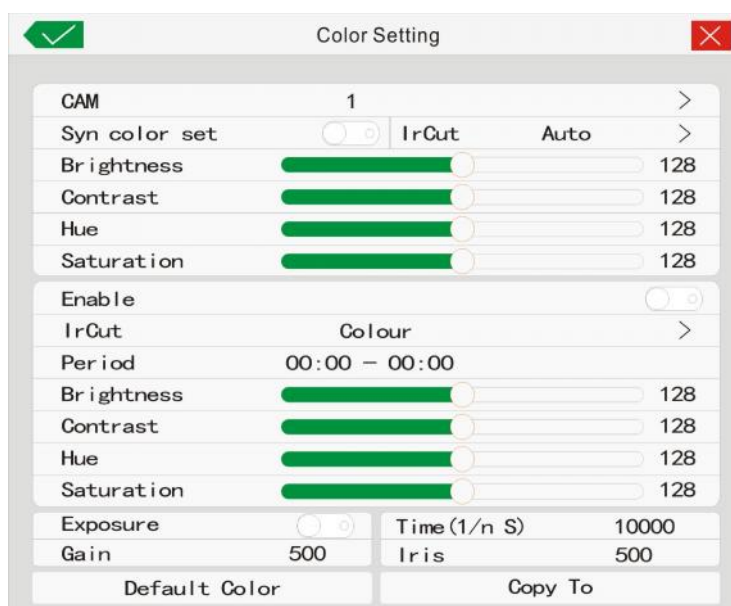 Color Setting
CAM 1 >
Syn color set IrCut Auto >
Brightness 128
Contrast 128
Hue 128
Saturation 128
Enable
IrCut Colour >
Period 00:00 - 00:00
Brightness 128
Contrast 128
Hue 128
Saturation 128
Exposure Time(1/n S) 10000
Gain 500 Iris 500
Default Color Copy To